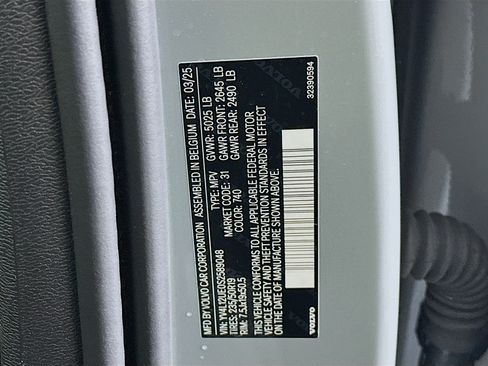 MFD BY VOLVO CAR CORPORATION ASSEMBLED IN BELGIUM DATE: 03/25
VIN: YV4L12UE0S2589048 TYPE: MPV GVWR: 5025 LB
TIRES: 235/50R19 MARKET CODE: 31 GAWR FRONT: 2645 LB
RIM: 7.5Jx19x50.5 COLOR: 740 GAWR REAR: 2490 LB
THIS VEHICLE CONFORMS TO ALL APPLICABLE FEDERAL MOTOR
VEHICLE SAFETY AND THEFT PREVENTION STANDARDS IN EFFECT
ON THE DATE OF MANUFACTURE SHOWN ABOVE.
VOLVO 32390594